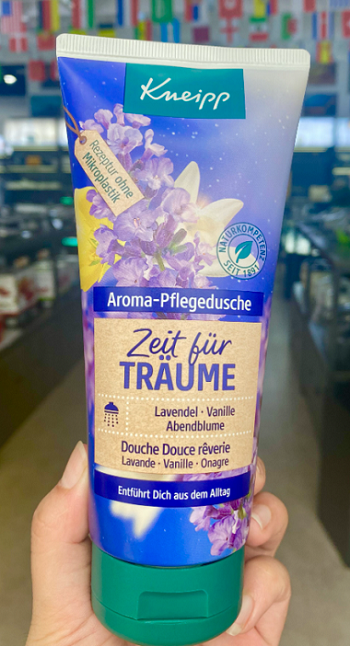 Kneipp
Rezeptur ohne
Mikroplastik
NATURKOMPETENZ
SEIT 1891
Aroma-Pflegedusche
Zeit für
TRÄUME
Lavendel · Vanille
Abendblume
Douche Douce rêverie
Lavande · Vanille · Onagre
Entführt Dich aus dem Alltag